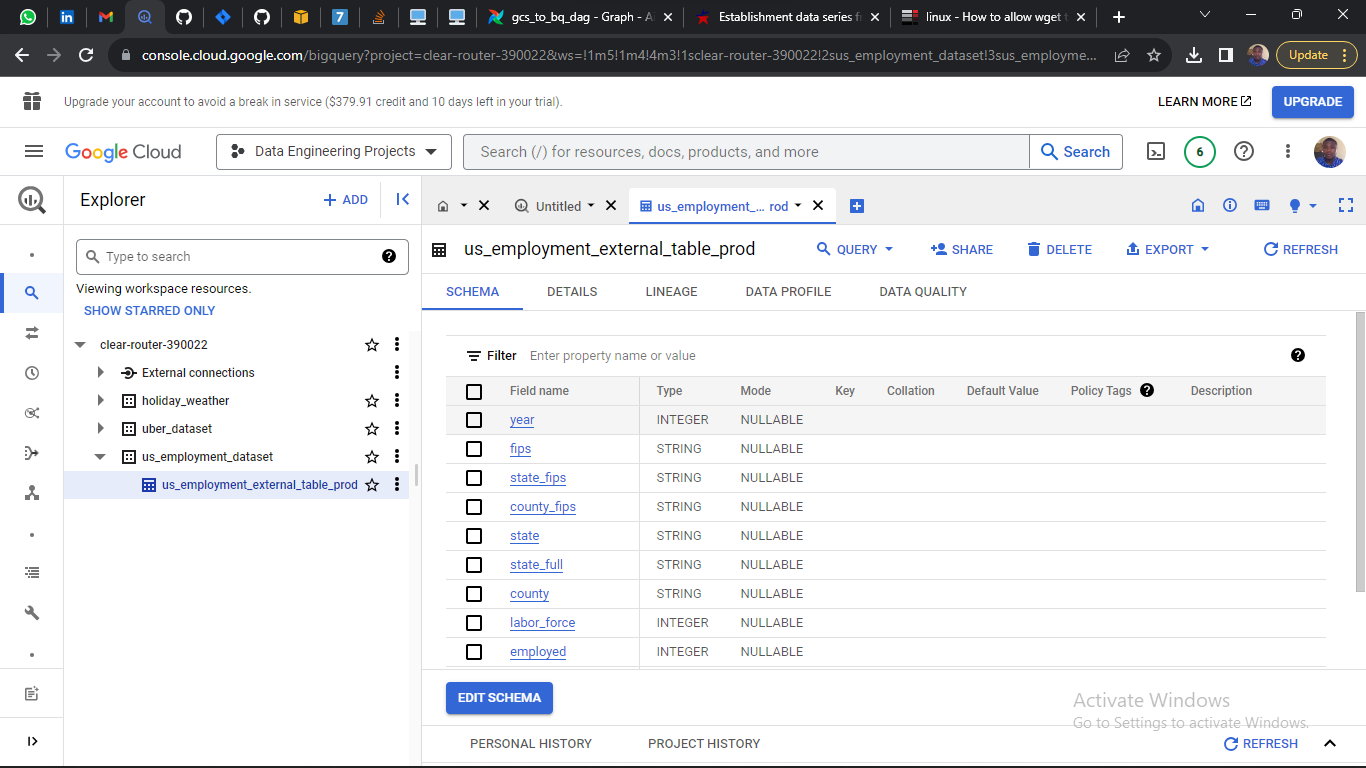 gcs_to_bq_dag - Graph - Ai
Establishment data series fr
linux - How to allow wget t
console.cloud.google.com/bigquery?project=clear-router-390022&ws=!1m5!1m4!4m3!1sclear-router-390022!2sus_employment_dataset!3sus_employme...
Update
Upgrade your account to avoid a break in service ($379.91 credit and 10 days left in your trial).
LEARN MORE
UPGRADE
Google Cloud
Data Engineering Projects
Search (/) for resources, docs, products, and more
Search
6
Explorer
+ ADD
Untitled
us_employment_... rod
Type to search
Viewing workspace resources.
SHOW STARRED ONLY
clear-router-390022
External connections
holiday_weather
uber_dataset
us_employment_dataset
us_employment_external_table_prod
us_employment_external_table_prod
QUERY
SHARE
DELETE
EXPORT
REFRESH
SCHEMA DETAILS LINEAGE DATA PROFILE DATA QUALITY
Filter Enter property name or value
Field name Type Mode Key Collation Default Value Policy Tags Description
year INTEGER NULLABLE
fips STRING NULLABLE
state_fips STRING NULLABLE
county_fips STRING NULLABLE
state STRING NULLABLE
state_full STRING NULLABLE
county STRING NULLABLE
labor_force INTEGER NULLABLE
employed INTEGER NULLABLE
EDIT SCHEMA
Activate Windows
Go to Settings to activate Windows.
PERSONAL HISTORY PROJECT HISTORY
REFRESH